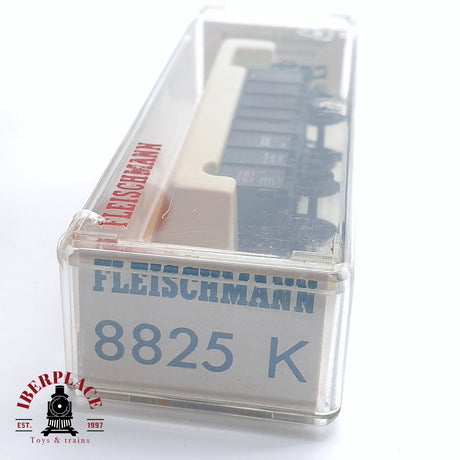 FLEISCHMANN
FLEISCHMANN
8825 K
IBERPLACE
EST. 1997
Toys & trains